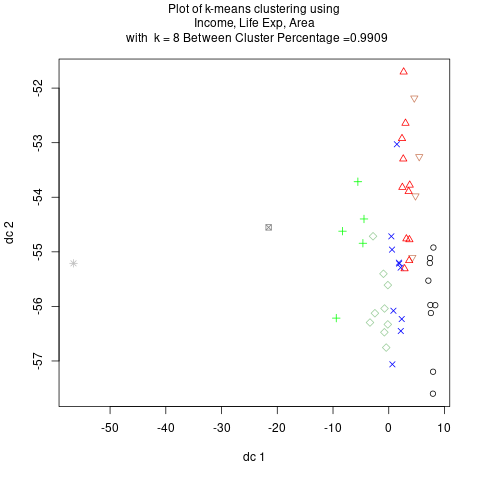 Plot of k-means clustering using
Income, Life Exp, Area
with k = 8 Between Cluster Percentage =0.9909
-52
-53
-54
-55
-56
-57
dc 2
-50
-40
-30
-20
-10
0
10
dc 1